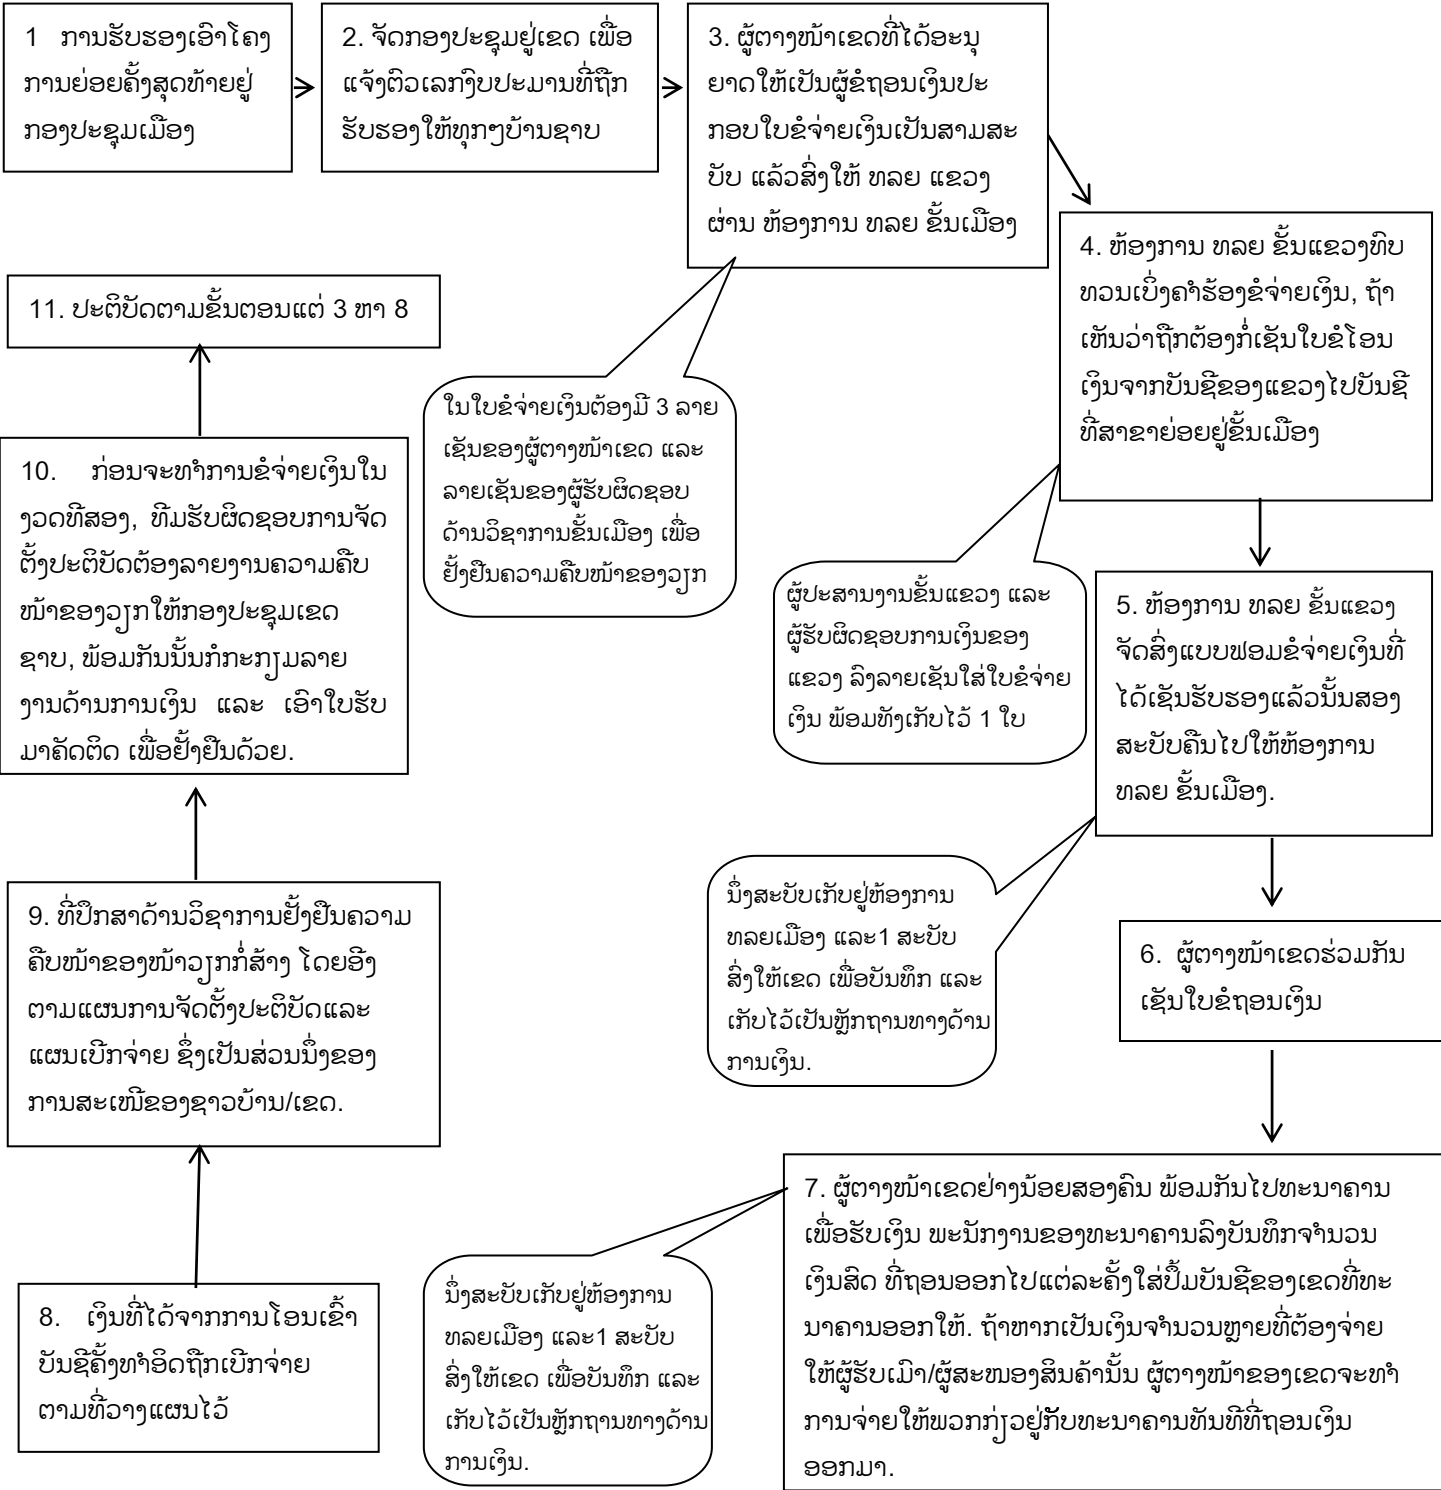 1 ການຮັບຮອງເອົາໂຄງ
ການຍ່ອຍຄັ້ງສຸດທ້າຍຢູ່
ກອງປະຊຸມເມືອງ
2. ຈັດກອງປະຊຸມຢູ່ເຂດ ເພື່ອ
ແຈ້ງຕົວເລກງົບປະມານທີ່ຖືກ
ຮັບຮອງໃຫ້ທຸກໆບ້ານຊາບ
3. ຜູ້ຕາງໜ້າເຂດທີ່ໄດ້ອະນຸ
ຍາດໃຫ້ເປັນຜູ້ຂໍຖອນເງິນປະ
ກອບໃບຂໍຈ່າຍເງິນເປັນສາມສະ
ບັບ ແລ້ວສົ່ງໃຫ້ ທລຍ ແຂວງ
ຜ່ານ ຫ້ອງການ ທລຍ ຂັ້ນເມືອງ
4. ຫ້ອງການ ທລຍ ຂັ້ນແຂວງທົບ
ທວນເບິ່ງຄຳຮ້ອງຂໍຈ່າຍເງິນ, ຖ້າ
ເຫັນວ່າຖືກຕ້ອງກໍ່ເຊັນໃບຂໍໂອນ
ເງິນຈາກບັນຊີຂອງແຂວງໄປບັນຊີ
ທີ່ສາຂາຍ່ອຍຢູ່ຂັ້ນເມືອງ
11. ປະຕິບັດຕາມຂັ້ນຕອນແຕ່ 3 ຫາ 8
ໃນໃບຂໍຈ່າຍເງິນຕ້ອງມີ 3 ລາຍ
ເຊັນຂອງຜູ້ຕາງໜ້າເຂດ ແລະ
ລາຍເຊັນຂອງຜູ້ຮັບຜິດຊອບ
ດ້ານວິຊາການຂັ້ນເມືອງ ເພື່ອ
ຢັ້ງຢືນຄວາມຄືບໜ້າຂອງວຽກ
10. ກ່ອນຈະທຳການຂໍຈ່າຍເງິນໃນ
ງວດທີສອງ, ທີມຮັບຜິດຊອບການຈັດ
ຕັ້ງປະຕິບັດຕ້ອງລາຍງານຄວາມຄືບ
ໜ້າຂອງວຽກໃຫ້ກອງປະຊຸມເຂດ
ຊາບ, ພ້ອມກັນນັ້ນກໍກະກຽມລາຍ
ງານດ້ານການເງິນ ແລະ ເອົາໃບຮັບ
ມາຄັດຕິດ ເພື່ອຢັ້ງຢືນດ້ວຍ.
ຜູ້ປະສານງານຂັ້ນແຂວງ ແລະ
ຜູ້ຮັບຜິດຊອບການເງິນຂອງ
ແຂວງ ລົງລາຍເຊັນໃສ່ໃບຂໍຈ່າຍ
ເງິນ ພ້ອມທັງເກັບໄວ້ 1 ໃບ
5. ຫ້ອງການ ທລຍ ຂັ້ນແຂວງ
ຈັດສົ່ງແບບຟອມຂໍຈ່າຍເງິນທີ່
ໄດ້ເຊັນຮັບຮອງແລ້ວນັ້ນສອງ
ສະບັບຄືນໄປໃຫ້ຫ້ອງການ
ທລຍ ຂັ້ນເມືອງ.
9. ທີ່ປຶກສາດ້ານວິຊາການຢັ້ງຢືນຄວາມ
ຄືບໜ້າຂອງໜ້າວຽກກໍ່ສ້າງ ໂດຍອີງ
ຕາມແຜນການຈັດຕັ້ງປະຕິບັດແລະ
ແຜນເບີກຈ່າຍ ຊຶ່ງເປັນສ່ວນນຶ່ງຂອງ
ການສະເໜີຂອງຊາວບ້ານ/ເຂດ.
ນຶ່ງສະບັບເກັບຢູ່ຫ້ອງການ
ທລຍເມືອງ ແລະ1 ສະບັບ
ສົ່ງໃຫ້ເຂດ ເພື່ອບັນທຶກ ແລະ
ເກັບໄວ້ເປັນຫຼັກຖານທາງດ້ານ
ການເງິນ.
6. ຜູ້ຕາງໜ້າເຂດຮ່ວມກັນ
ເຊັນໃບຂໍຖອນເງິນ
7. ຜູ້ຕາງໜ້າເຂດຢ່າງນ້ອຍສອງຄົນ ພ້ອມກັນໄປທະນາຄານ
ເພື່ອຮັບເງິນ ພະນັກງານຂອງທະນາຄານລົງບັນທຶກຈຳນວນ
ເງິນສົດ ທີ່ຖອນອອກໄປແຕ່ລະຄັ້ງໃສ່ປຶ້ມບັນຊີຂອງເຂດທີ່ທະ
ນາຄານອອກໃຫ້. ຖ້າຫາກເປັນເງິນຈຳນວນຫຼາຍທີ່ຕ້ອງຈ່າຍ
ໃຫ້ຜູ້ຮັບເມົາ/ຜູ້ສະໜອງສິນຄ້ານັ້ນ ຜູ້ຕາງໜ້າຂອງເຂດຈະທຳ
ການຈ່າຍໃຫ້ພວກກ່ຽວຢູ່ກັບທະນາຄານທັນທີທີ່ຖອນເງິນ
ອອກມາ.
8. ເງິນທີ່ໄດ້ຈາກການໂອນເຂົ້າ
ບັນຊີຄັ້ງທຳອິດຖືກເບີກຈ່າຍ
ຕາມທີ່ວາງແຜນໄວ້
ນຶ່ງສະບັບເກັບຢູ່ຫ້ອງການ
ທລຍເມືອງ ແລະ1 ສະບັບ
ສົ່ງໃຫ້ເຂດ ເພື່ອບັນທຶກ ແລະ
ເກັບໄວ້ເປັນຫຼັກຖານທາງດ້ານ
ການເງິນ.